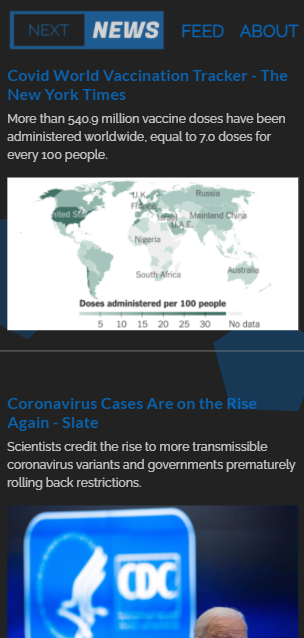 NEXT NEWS FEED ABOUT
Covid World Vaccination Tracker - The
New York Times
More than 540.9 million vaccine doses have been
administered worldwide, equal to 7.0 doses for
every 100 people.
U.K.
Russia
France
United Stat
Israel
Mainland China
U.A.E.
Nigeria
South Africa
Australia
Doses administered per 100 people
5 10 15 20 25 30 No data
Coronavirus Cases Are on the Rise
Again - Slate
Scientists credit the rise to more transmissible
coronavirus variants and governments prematurely
rolling back restrictions.
CDC